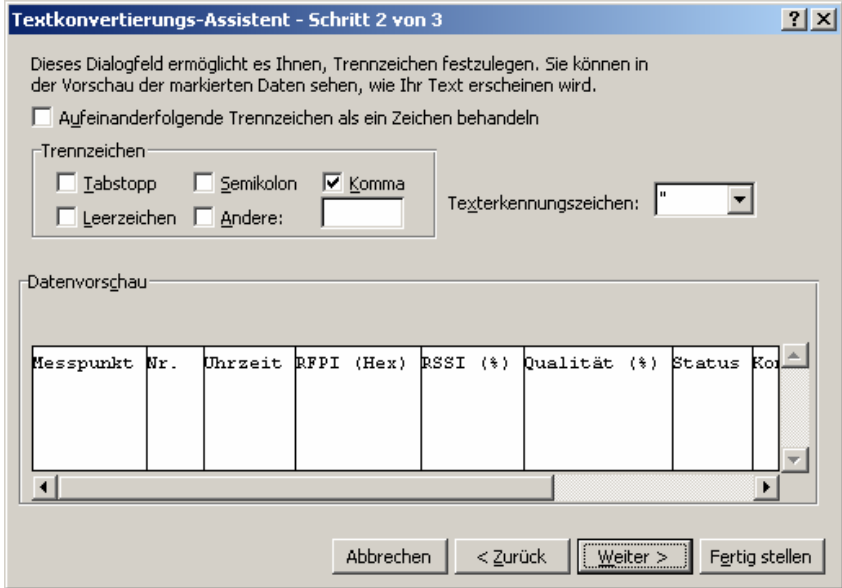 Textkonvertierungs-Assistent - Schritt 2 von 3
Dieses Dialogfeld ermöglicht es Ihnen, Trennzeichen festzulegen. Sie können in
der Vorschau der markierten Daten sehen, wie Ihr Text erscheinen wird.
Aufeinanderfolgende Trennzeichen als ein Zeichen behandeln
Trennzeichen
Tabstopp Semikolon Komma
Leerzeichen Andere:
Texterkennungszeichen: "
Datenvorschau
Messpunkt Nr. Uhrzeit RFPI (Hex) RSSI (%) Qualität (%) Status
Abbrechen < Zurück Weiter > Fertig stellen